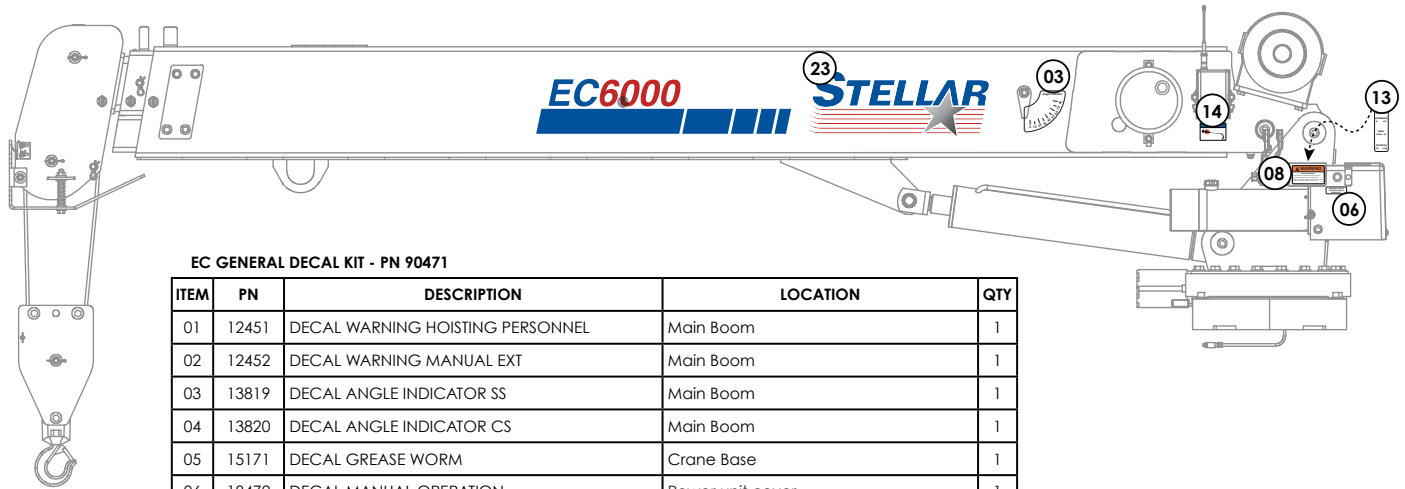 23
03
EC6000
STELLAR
14
13
WARNING
08
06
EC GENERAL DECAL KIT - PN 90471
ITEM PN DESCRIPTION LOCATION QTY
01 12451 DECAL WARNING HOISTING PERSONNEL Main Boom 1
02 12452 DECAL WARNING MANUAL EXT Main Boom 1
03 13819 DECAL ANGLE INDICATOR SS Main Boom 1
04 13820 DECAL ANGLE INDICATOR CS Main Boom 1
05 15171 DECAL GREASE WORM Crane Base 1